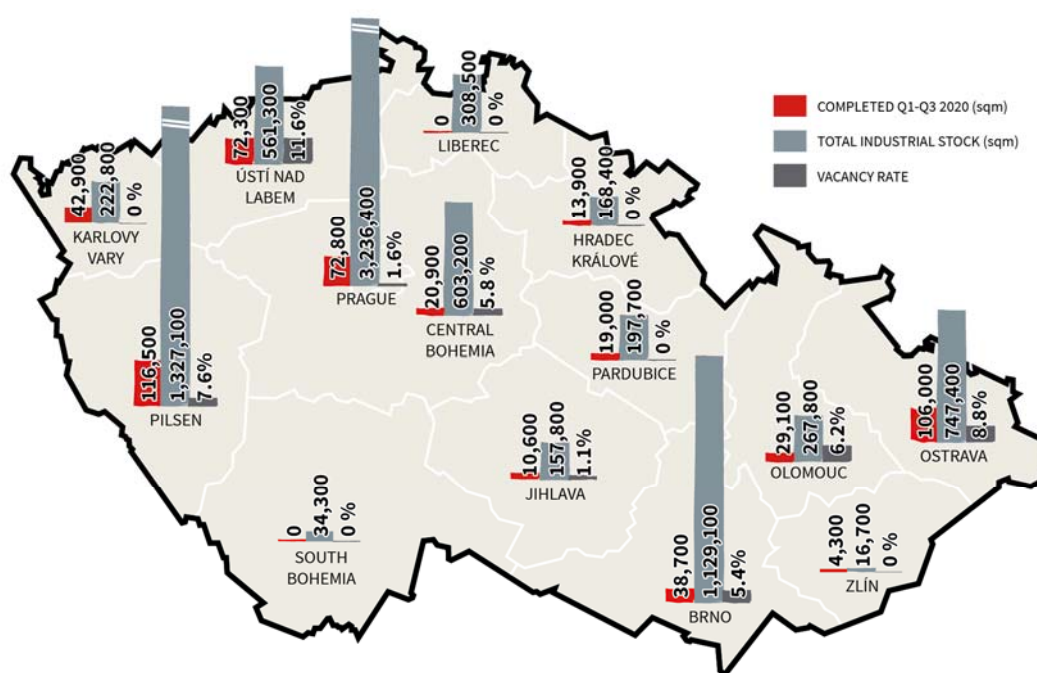 COMPLETED Q1-Q3 2020 (sqm)
TOTAL INDUSTRIAL STOCK (sqm)
VACANCY RATE
0
308,500
0 %
LIBEREC
72,300
561,300
11.6%
ÚSTÍ NAD
LABEM
42,900
222,800
0 %
KARLOVY
VARY
13,900
168,400
0 %
HRADEC
KRÁLOVÉ
72,800
3,236,400
1.6%
PRAGUE
20,900
603,200
5.8 %
CENTRAL
BOHEMIA
19,000
197,700
0 %
PARDUBICE
116,500
1,327,100
7.6%
PILSEN
106,000
747,400
8.8%
OSTRAVA
29,100
267,800
6.2%
OLOMOUC
10,600
157,800
1.1%
JIHLAVA
0
34,300
0 %
SOUTH
BOHEMIA
4,300
16,700
0 %
ZLÍN
38,700
1,129,100
5.4%
BRNO